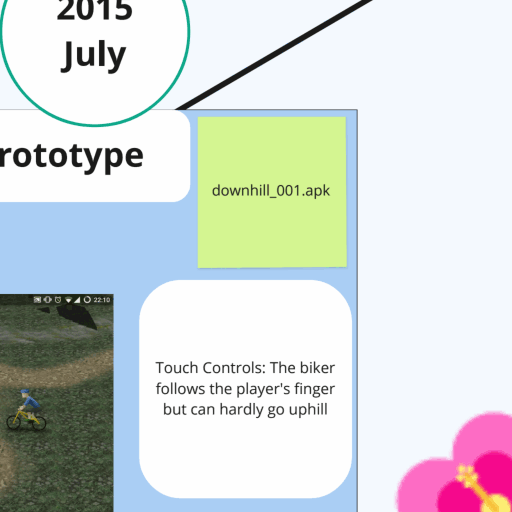 2015
July
rototype
downhill_001.apk
22:10
Touch Controls: The biker
follows the player's finger
but can hardly go uphill